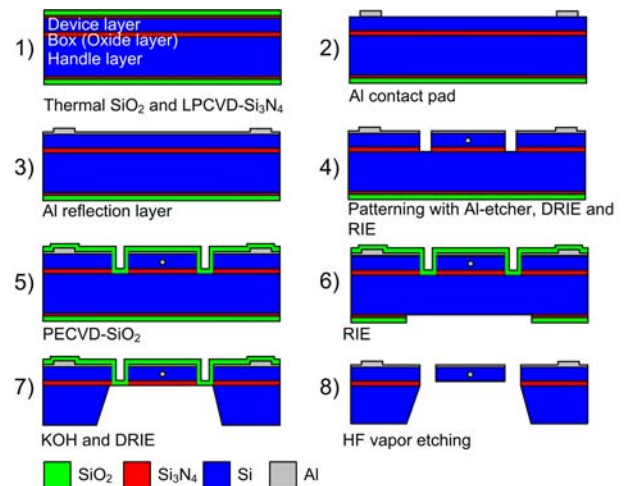 1)
Device layer
Box (Oxide layer)
Handle layer
Thermal SiO₂ and LPCVD-Si₃N₄
2)
Al contact pad
3)
Al reflection layer
4)
Patterning with Al-etcher, DRIE and
RIE
5)
PECVD-SiO₂
6)
RIE
7)
KOH and DRIE
8)
HF vapor etching
SiO₂ Si₃N₄ Si Al